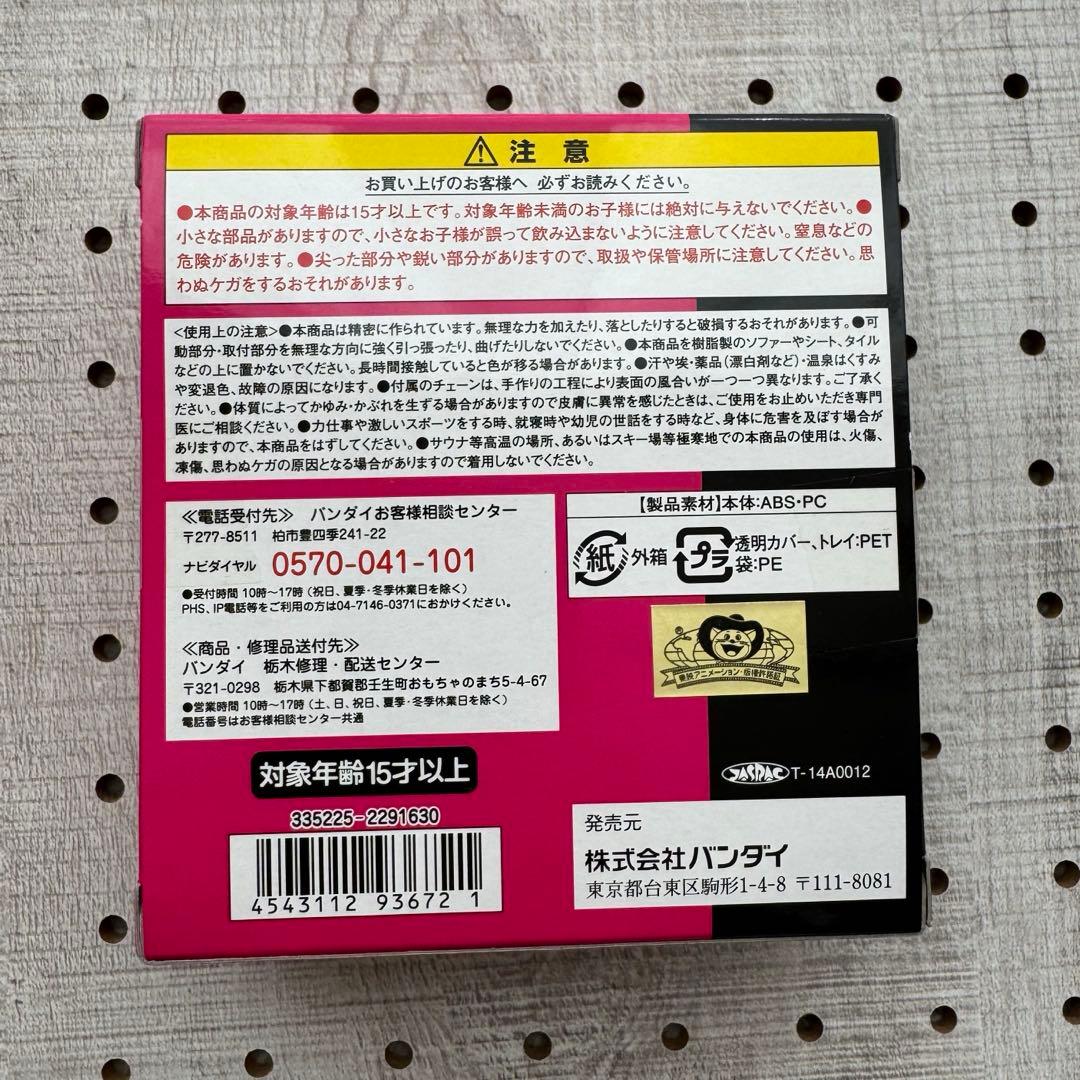 ⚠ 注意
お買い上げのお客様へ 必ずお読みください。
●本商品の対象年齢は15才以上です。対象年齢未満のお子様には絶対に与えないでください。●
小さな部品がありますので、小さなお子様が誤って飲み込まないように注意してください。窒息などの
危険があります。●尖った部分や鋭い部分がありますので、取扱や保管場所に注意してください。思
わぬケガをするおそれがあります。
<使用上の注意>●本商品は精密に作られています。無理な力を加えたり、落としたりすると破損するおそれがあります。●可
動部分・取付部分を無理な方向に強く引っ張ったり、曲げたりしないでください。●本商品を樹脂製のソファーやシート、タイル
などの上に置かないでください。長時間接触していると色が移る場合があります。●汗や埃・薬品(漂白剤など)・温泉はくすみ
や変退色、故障の原因になります。●付属のチェーンは、手作りの工程により表面の風合いが一つ一つ異なります。ご了承く
ださい。●体質によってかゆみ・かぶれを生ずる場合がありますので皮膚に異常を感じたときは、ご使用をお止めいただき専門
医にご相談ください。●力仕事や激しいスポーツをする時、就寝時や幼児の世話をする時など、身体に危害を及ぼす場合が
ありますので、本商品をはずしてください。●サウナ等高温の場所、あるいはスキー場等極寒地での本商品の使用は、火傷、
凍傷、思わぬケガの原因となる場合がありますので着用しないでください。
≪電話受付先≫ バンダイお客様相談センター
〒277-8511 柏市豊四季241-22
ナビダイヤル 0570-041-101
●受付時間 10時〜17時(祝日、夏季・冬季休業日を除く)
PHS、IP電話等をご利用の方は04-7146-0371におかけください。
≪商品・修理品送付先≫
バンダイ 栃木修理・配送センター
〒321-0298 栃木県下都賀郡壬生町おもちゃのまち5-4-67
●営業時間 10時〜17時(土、日、祝日、夏季・冬季休業日を除く)
電話番号はお客様相談センター共通
【製品素材】本体:ABS・PC
紙 外箱
プラ 透明カバー、トレイ:PET
袋:PE
東映アニメーション・版権許諾証
JASPAC T-14A0012
対象年齢15才以上
335225-2291630
4543112 93672 1
発売元
株式会社バンダイ
東京都台東区駒形1-4-8 〒111-8081